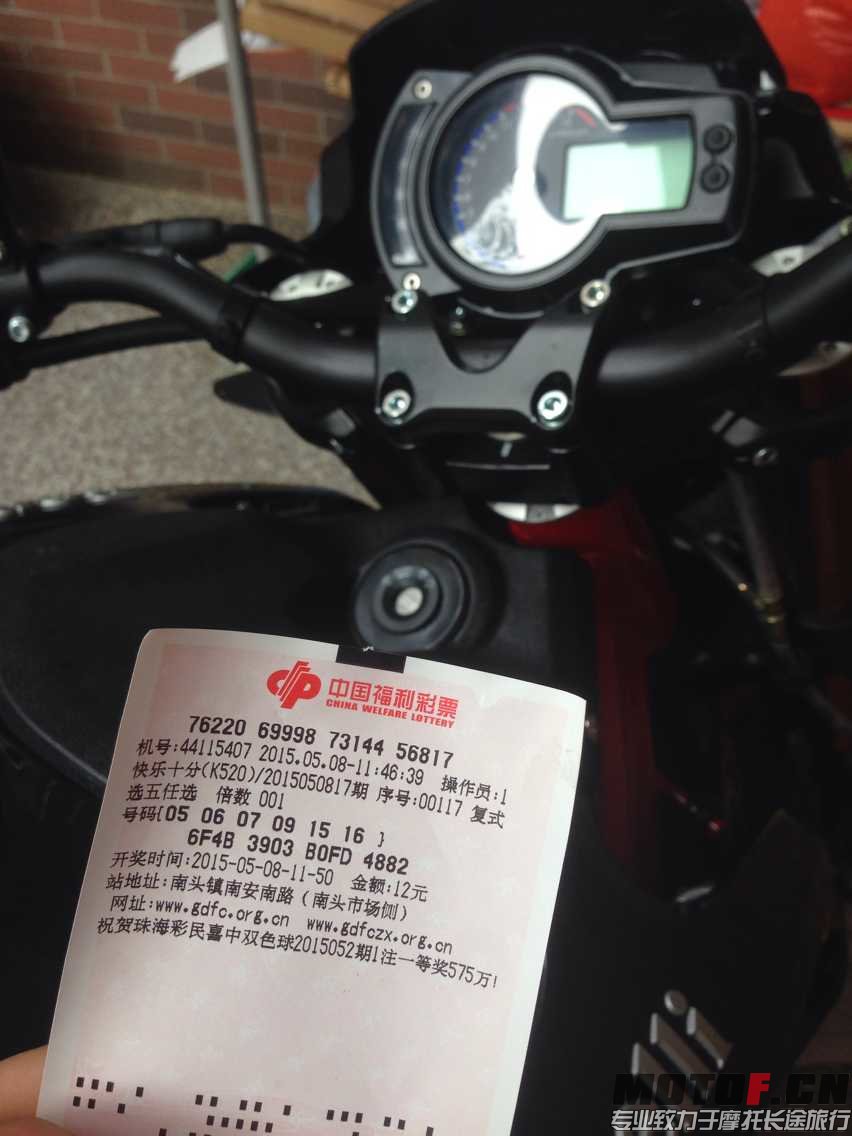 中国福利彩票
CHINA WELFARE LOTTERY
76220 69998 73144 56817
机号:44115407 2015.05.08-11:46:39 操作员:1
快乐十分(K520)/2015050817期 序号:00117 复式
选五任选 倍数 001
号码{05 06 07 09 15 16 }
6F4B 3903 B0FD 4882
开奖时间:2015-05-08-11-50 金额:12元
站地址:南头镇南安南路(南头市场侧)
网址:www.gdfc.org.cn www.gdfczx.org.cn
祝贺珠海彩民喜中双色球2015052期1注一等奖575万!
MOTOF.CN
专业致力于摩托长途旅行